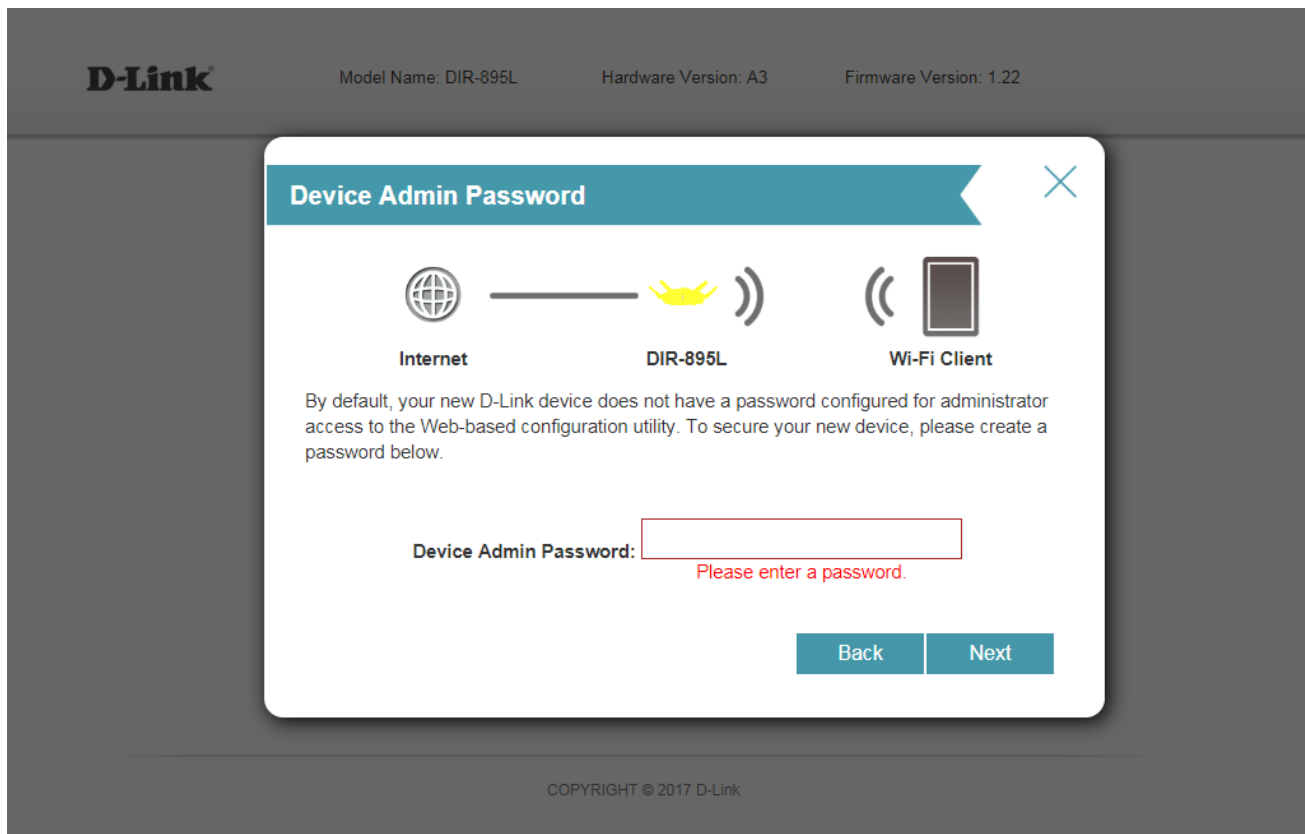 D-Link
Model Name: DIR-895L Hardware Version: A3 Firmware Version: 1.22
Device Admin Password
Internet DIR-895L Wi-Fi Client
By default, your new D-Link device does not have a password configured for administrator
access to the Web-based configuration utility. To secure your new device, please create a
password below.
Device Admin Password:
Please enter a password.
Back Next
COPYRIGHT © 2017 D-Link